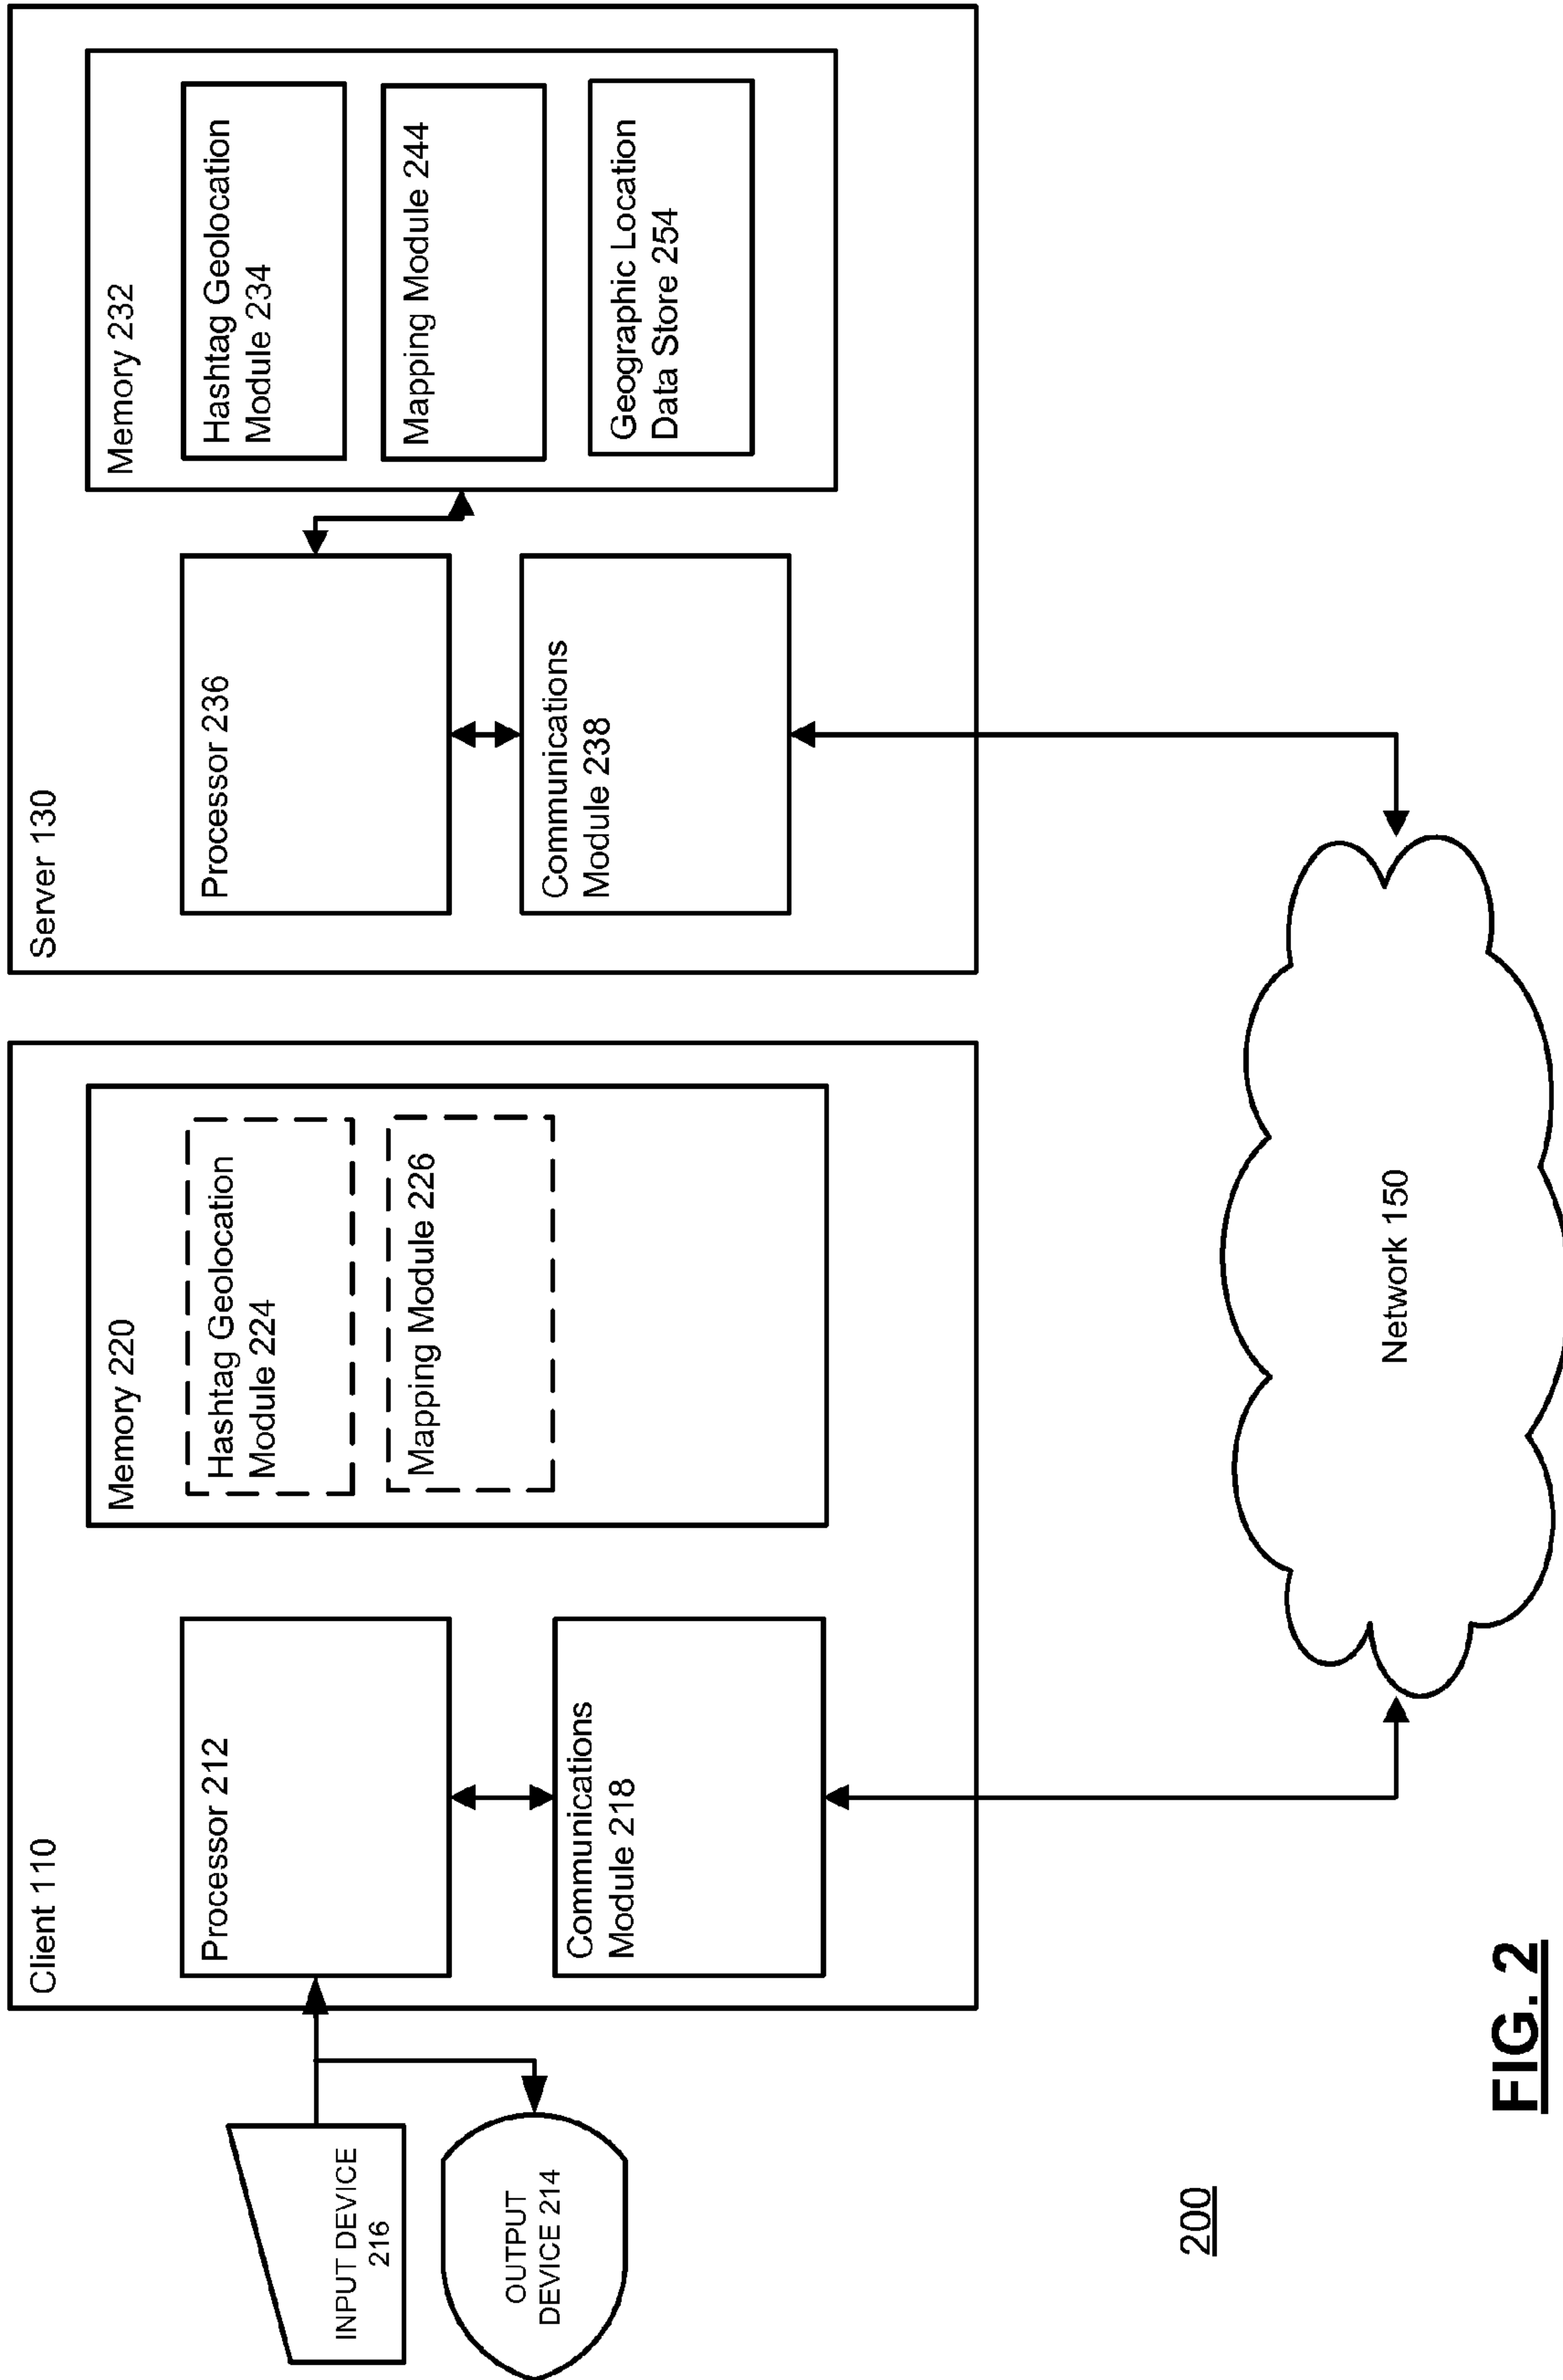 Client 110
Processor 212
Communications
Module 218
Memory 220
Hashtag Geolocation
Module 224
Mapping Module 226
INPUT DEVICE
216
OUTPUT
DEVICE 214
Server 130
Processor 236
Communications
Module 238
Memory 232
Hashtag Geolocation
Module 234
Mapping Module 244
Geographic Location
Data Store 254
Network 150
200
FIG. 2